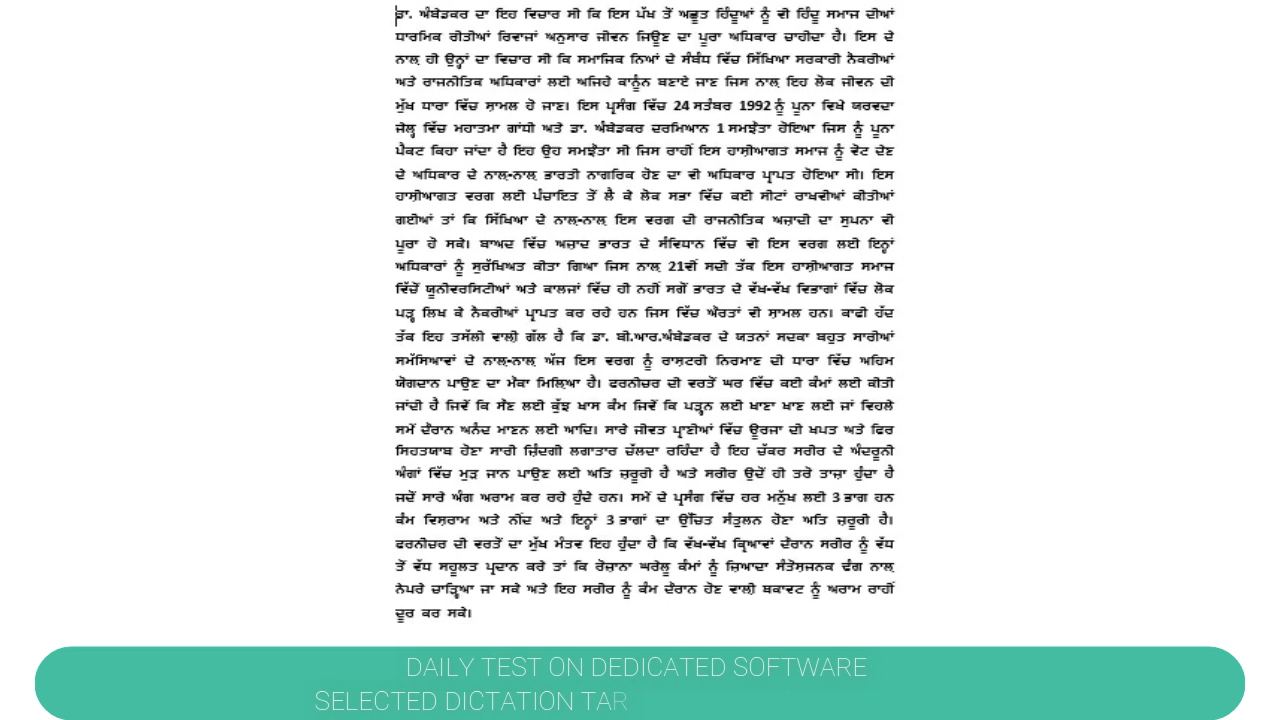 ਡਾ. ਅੰਬੇਡਕਰ ਦਾ ਇਹ ਵਿਚਾਰ ਸੀ ਕਿ ਇਸ ਪੱਖ ਤੋਂ ਅਛੂਤ ਹਿੰਦੂਆਂ ਨੂੰ ਵੀ ਹਿੰਦੂ ਸਮਾਜ ਦੀਆਂ
ਧਾਰਮਿਕ ਰੀਤੀਆਂ ਰਿਵਾਜਾਂ ਅਨੁਸਾਰ ਜੀਵਨ ਜਿਊਣ ਦਾ ਪੂਰਾ ਅਧਿਕਾਰ ਚਾਹੀਦਾ ਹੈ। ਇਸ ਦੇ
ਨਾਲ਼ ਹੀ ਉਨ੍ਹਾਂ ਦਾ ਵਿਚਾਰ ਸੀ ਕਿ ਸਮਾਜਿਕ ਨਿਆਂ ਦੇ ਸੰਬੰਧ ਵਿੱਚ ਸਿੱਖਿਆ ਸਰਕਾਰੀ ਨੌਕਰੀਆਂ
ਅਤੇ ਰਾਜਨੀਤਿਕ ਅਧਿਕਾਰਾਂ ਲਈ ਅਜਿਹੇ ਕਾਨੂੰਨ ਬਣਾਏ ਜਾਣ ਜਿਸ ਨਾਲ਼ ਇਹ ਲੋਕ ਜੀਵਨ ਦੀ
ਮੁੱਖ ਧਾਰਾ ਵਿੱਚ ਸ਼ਾਮਲ ਹੋ ਜਾਣ। ਇਸ ਪ੍ਰਸੰਗ ਵਿੱਚ 24 ਸਤੰਬਰ 1992 ਨੂੰ ਪੂਨਾ ਵਿਖੇ ਯਰਵਦਾ
ਜੇਲ੍ਹ ਵਿੱਚ ਮਹਾਤਮਾ ਗਾਂਧੀ ਅਤੇ ਡਾ. ਅੰਬੇਡਕਰ ਦਰਮਿਆਨ 1 ਸਮਝੌਤਾ ਹੋਇਆ ਜਿਸ ਨੂੰ ਪੂਨਾ
ਪੈਕਟ ਕਿਹਾ ਜਾਂਦਾ ਹੈ ਇਹ ਉਹ ਸਮਝੌਤਾ ਸੀ ਜਿਸ ਰਾਹੀਂ ਇਸ ਹਾਸ਼ੀਆਗਤ ਸਮਾਜ ਨੂੰ ਵੋਟ ਦੇਣ
ਦੇ ਅਧਿਕਾਰ ਦੇ ਨਾਲ਼-ਨਾਲ਼ ਭਾਰਤੀ ਨਾਗਰਿਕ ਹੋਣ ਦਾ ਵੀ ਅਧਿਕਾਰ ਪ੍ਰਾਪਤ ਹੋਇਆ ਸੀ। ਇਸ
ਹਾਸ਼ੀਆਗਤ ਵਰਗ ਲਈ ਪੰਚਾਇਤ ਤੋਂ ਲੈ ਕੇ ਲੋਕ ਸਭਾ ਵਿੱਚ ਕਈ ਸੀਟਾਂ ਰਾਖਵੀਆਂ ਕੀਤੀਆਂ
ਗਈਆਂ ਤਾਂ ਕਿ ਸਿੱਖਿਆ ਦੇ ਨਾਲ਼-ਨਾਲ਼ ਇਸ ਵਰਗ ਦੀ ਰਾਜਨੀਤਿਕ ਅਜ਼ਾਦੀ ਦਾ ਸੁਪਨਾ ਵੀ
ਪੂਰਾ ਹੋ ਸਕੇ। ਬਾਅਦ ਵਿੱਚ ਅਜ਼ਾਦ ਭਾਰਤ ਦੇ ਸੰਵਿਧਾਨ ਵਿੱਚ ਵੀ ਇਸ ਵਰਗ ਲਈ ਇਨ੍ਹਾਂ
ਅਧਿਕਾਰਾਂ ਨੂੰ ਸੁਰੱਖਿਅਤ ਕੀਤਾ ਗਿਆ ਜਿਸ ਨਾਲ਼ 21ਵੀਂ ਸਦੀ ਤੱਕ ਇਸ ਹਾਸ਼ੀਆਗਤ ਸਮਾਜ
ਵਿੱਚੋਂ ਯੂਨੀਵਰਸਿਟੀਆਂ ਅਤੇ ਕਾਲਜਾਂ ਵਿੱਚ ਹੀ ਨਹੀਂ ਸਗੋਂ ਭਾਰਤ ਦੇ ਵੱਖ-ਵੱਖ ਵਿਭਾਗਾਂ ਵਿੱਚ ਲੋਕ
ਪੜ੍ਹ ਲਿਖ ਕੇ ਨੌਕਰੀਆਂ ਪ੍ਰਾਪਤ ਕਰ ਰਹੇ ਹਨ ਜਿਸ ਵਿੱਚ ਔਰਤਾਂ ਵੀ ਸ਼ਾਮਲ ਹਨ। ਕਾਫੀ ਹੱਦ
ਤੱਕ ਇਹ ਤਸੱਲੀ ਵਾਲੀ ਗੱਲ ਹੈ ਕਿ ਡਾ. ਬੀ.ਆਰ.ਅੰਬੇਡਕਰ ਦੇ ਯਤਨਾਂ ਸਦਕਾ ਬਹੁਤ ਸਾਰੀਆਂ
ਸਮੱਸਿਆਵਾਂ ਦੇ ਨਾਲ਼-ਨਾਲ਼ ਅੱਜ ਇਸ ਵਰਗ ਨੂੰ ਰਾਸ਼ਟਰੀ ਨਿਰਮਾਣ ਦੀ ਧਾਰਾ ਵਿੱਚ ਅਹਿਮ
ਯੋਗਦਾਨ ਪਾਉਣ ਦਾ ਮੌਕਾ ਮਿਲ਼ਿਆ ਹੈ। ਫਰਨੀਚਰ ਦੀ ਵਰਤੋਂ ਘਰ ਵਿੱਚ ਕਈ ਕੰਮਾਂ ਲਈ ਕੀਤੀ
ਜਾਂਦੀ ਹੈ ਜਿਵੇਂ ਕਿ ਸੌਣ ਲਈ ਕੁੱਝ ਖਾਸ ਕੰਮ ਜਿਵੇਂ ਕਿ ਪੜ੍ਹਨ ਲਈ ਖਾਣਾ ਖਾਣ ਲਈ ਜਾਂ ਵਿਹਲੇ
ਸਮੇਂ ਦੌਰਾਨ ਅਨੰਦ ਮਾਣਨ ਲਈ ਆਦਿ। ਸਾਰੇ ਜੀਵਤ ਪ੍ਰਾਣੀਆਂ ਵਿੱਚ ਊਰਜਾ ਦੀ ਖਪਤ ਅਤੇ ਫਿਰ
ਸਿਹਤਯਾਬ ਹੋਣਾ ਸਾਰੀ ਜ਼ਿੰਦਗੀ ਲਗਾਤਾਰ ਚੱਲਦਾ ਰਹਿੰਦਾ ਹੈ ਇਹ ਚੱਕਰ ਸਰੀਰ ਦੇ ਅੰਦਰੂਨੀ
ਅੰਗਾਂ ਵਿੱਚ ਮੁੜ ਜਾਨ ਪਾਉਣ ਲਈ ਅਤਿ ਜ਼ਰੂਰੀ ਹੈ ਅਤੇ ਸਰੀਰ ਉਦੋਂ ਹੀ ਤਰੋ ਤਾਜ਼ਾ ਹੁੰਦਾ ਹੈ
ਜਦੋਂ ਸਾਰੇ ਅੰਗ ਅਰਾਮ ਕਰ ਰਹੇ ਹੁੰਦੇ ਹਨ। ਸਮੇਂ ਦੇ ਪ੍ਰਸੰਗ ਵਿੱਚ ਹਰ ਮਨੁੱਖ ਲਈ 3 ਭਾਗ ਹਨ
ਕੰਮ ਵਿਸ਼ਰਾਮ ਅਤੇ ਨੀਂਦ ਅਤੇ ਇਨ੍ਹਾਂ 3 ਭਾਗਾਂ ਦਾ ਉੱਚਿਤ ਸੰਤੁਲਨ ਹੋਣਾ ਅਤਿ ਜ਼ਰੂਰੀ ਹੈ।
ਫਰਨੀਚਰ ਦੀ ਵਰਤੋਂ ਦਾ ਮੁੱਖ ਮੰਤਵ ਇਹ ਹੁੰਦਾ ਹੈ ਕਿ ਵੱਖ-ਵੱਖ ਕ੍ਰਿਆਵਾਂ ਦੌਰਾਨ ਸਰੀਰ ਨੂੰ ਵੱਧ
ਤੋਂ ਵੱਧ ਸਹੂਲਤ ਪ੍ਰਦਾਨ ਕਰੇ ਤਾਂ ਕਿ ਰੋਜ਼ਾਨਾ ਘਰੇਲੂ ਕੰਮਾਂ ਨੂੰ ਜ਼ਿਆਦਾ ਸੰਤੋਸ਼ਜਨਕ ਢੰਗ ਨਾਲ਼
ਨੇਪਰੇ ਚਾੜ੍ਹਿਆ ਜਾ ਸਕੇ ਅਤੇ ਇਹ ਸਰੀਰ ਨੂੰ ਕੰਮ ਦੌਰਾਨ ਹੋਣ ਵਾਲ਼ੀ ਥਕਾਵਟ ਨੂੰ ਅਰਾਮ ਰਾਹੀਂ
ਦੂਰ ਕਰ ਸਕੇ।
DAILY TEST ON DEDICATED SOFTWARE
SELECTED DICTATION TAR